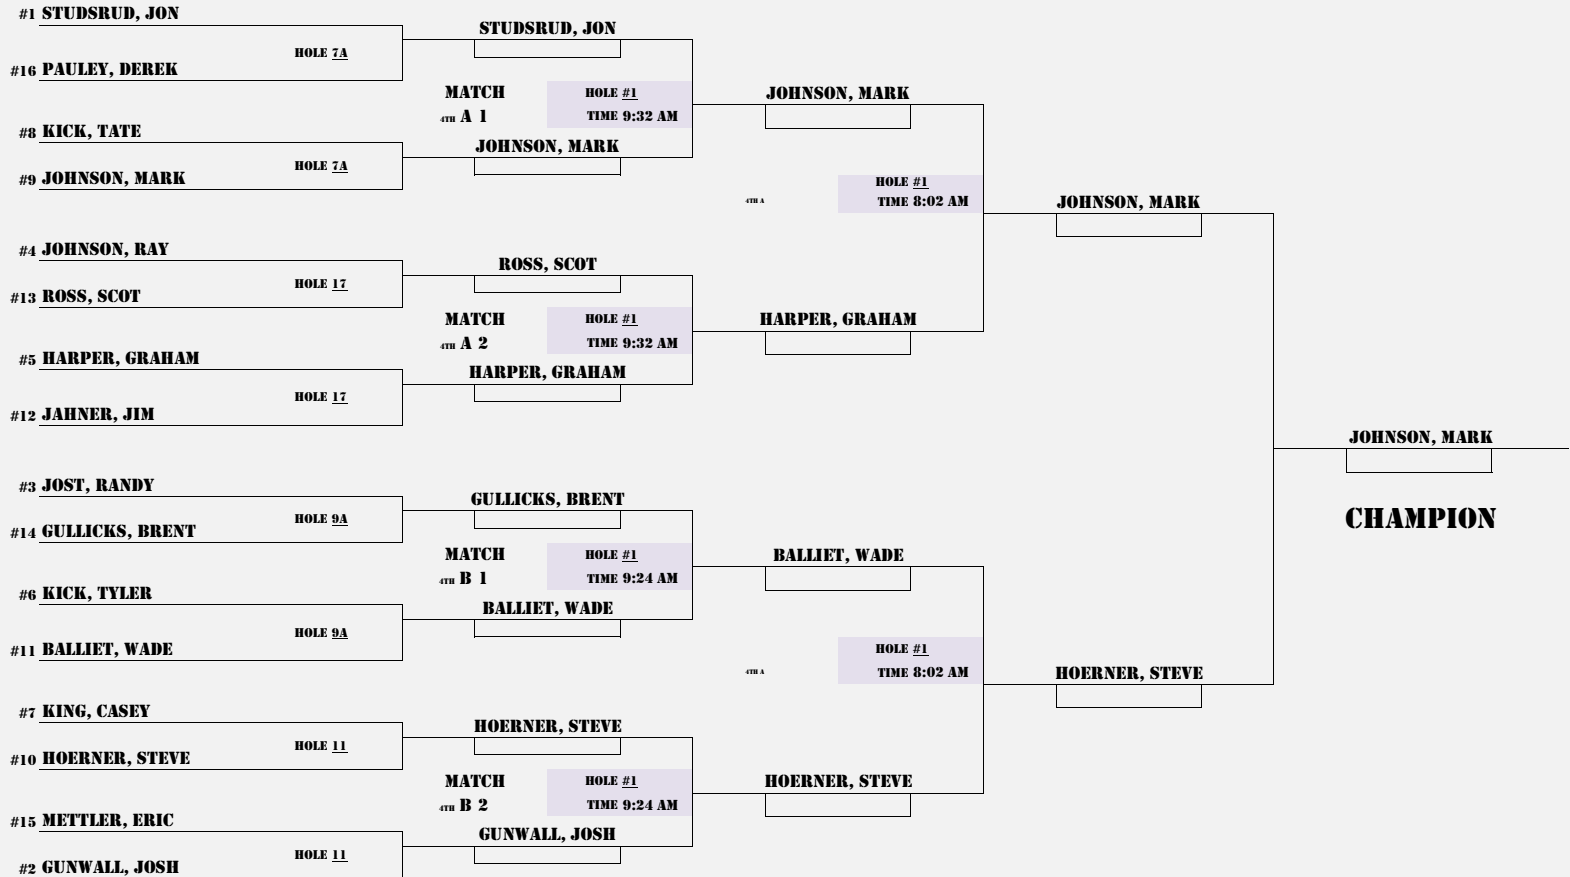 #1 STUDSRUD, JON
STUDSRUD, JON
HOLE 7A
#16 PAULEY, DEREK
MATCH HOLE #1
4TH A 1 TIME 9:32 AM
JOHNSON, MARK
#8 KICK, TATE
JOHNSON, MARK
HOLE 7A
#9 JOHNSON, MARK
HOLE #1
4TH A TIME 8:02 AM
JOHNSON, MARK
#4 JOHNSON, RAY
ROSS, SCOT
HOLE 17
#13 ROSS, SCOT
MATCH HOLE #1
4TH A 2 TIME 9:32 AM
HARPER, GRAHAM
#5 HARPER, GRAHAM
HARPER, GRAHAM
HOLE 17
#12 JAHNER, JIM
JOHNSON, MARK
CHAMPION
#3 JOST, RANDY
GULLICKS, BRENT
HOLE 9A
#14 GULLICKS, BRENT
MATCH HOLE #1
4TH B 1 TIME 9:24 AM
BALLIET, WADE
#6 KICK, TYLER
BALLIET, WADE
HOLE 9A
#11 BALLIET, WADE
HOLE #1
4TH A TIME 8:02 AM
HOERNER, STEVE
#7 KING, CASEY
HOERNER, STEVE
HOLE 11
#10 HOERNER, STEVE
MATCH HOLE #1
4TH B 2 TIME 9:24 AM
HOERNER, STEVE
#15 METTLER, ERIC
GUNWALL, JOSH
HOLE 11
#2 GUNWALL, JOSH